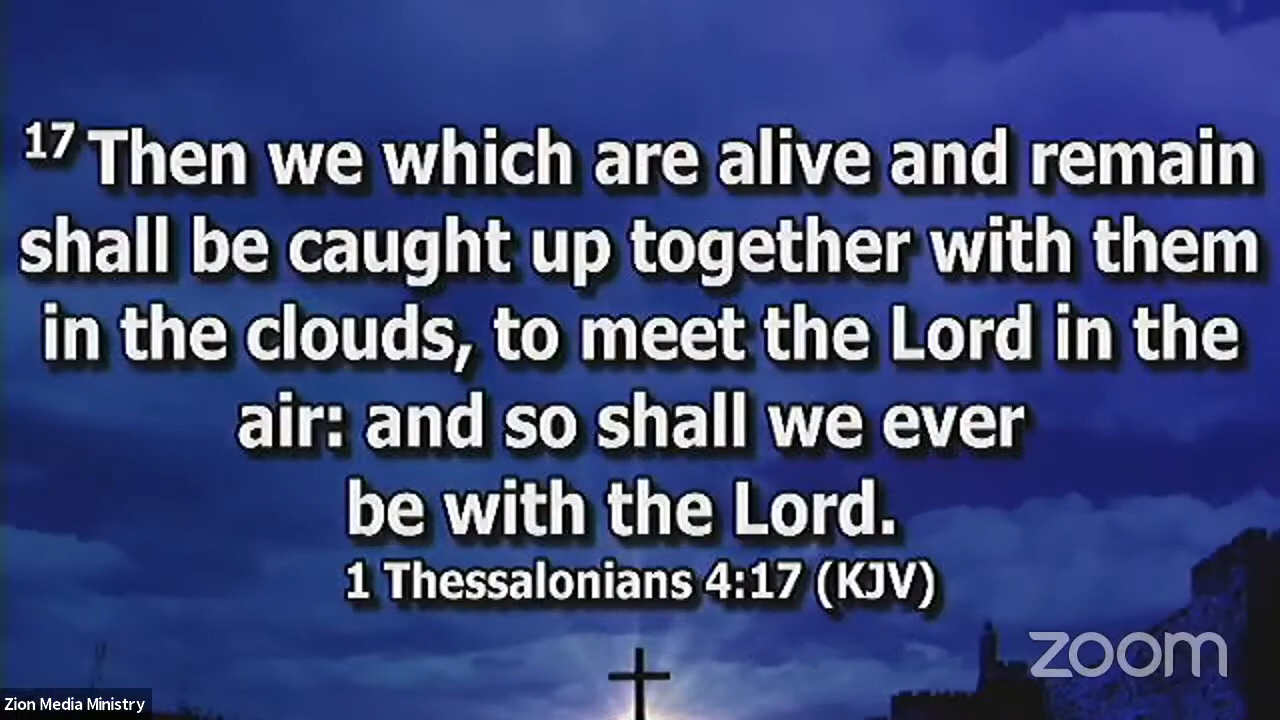 17 Then we which are alive and remain
shall be caught up together with them
in the clouds, to meet the Lord in the
air: and so shall we ever
be with the Lord.
1 Thessalonians 4:17 (KJV)
zoom
Zion Media Ministry